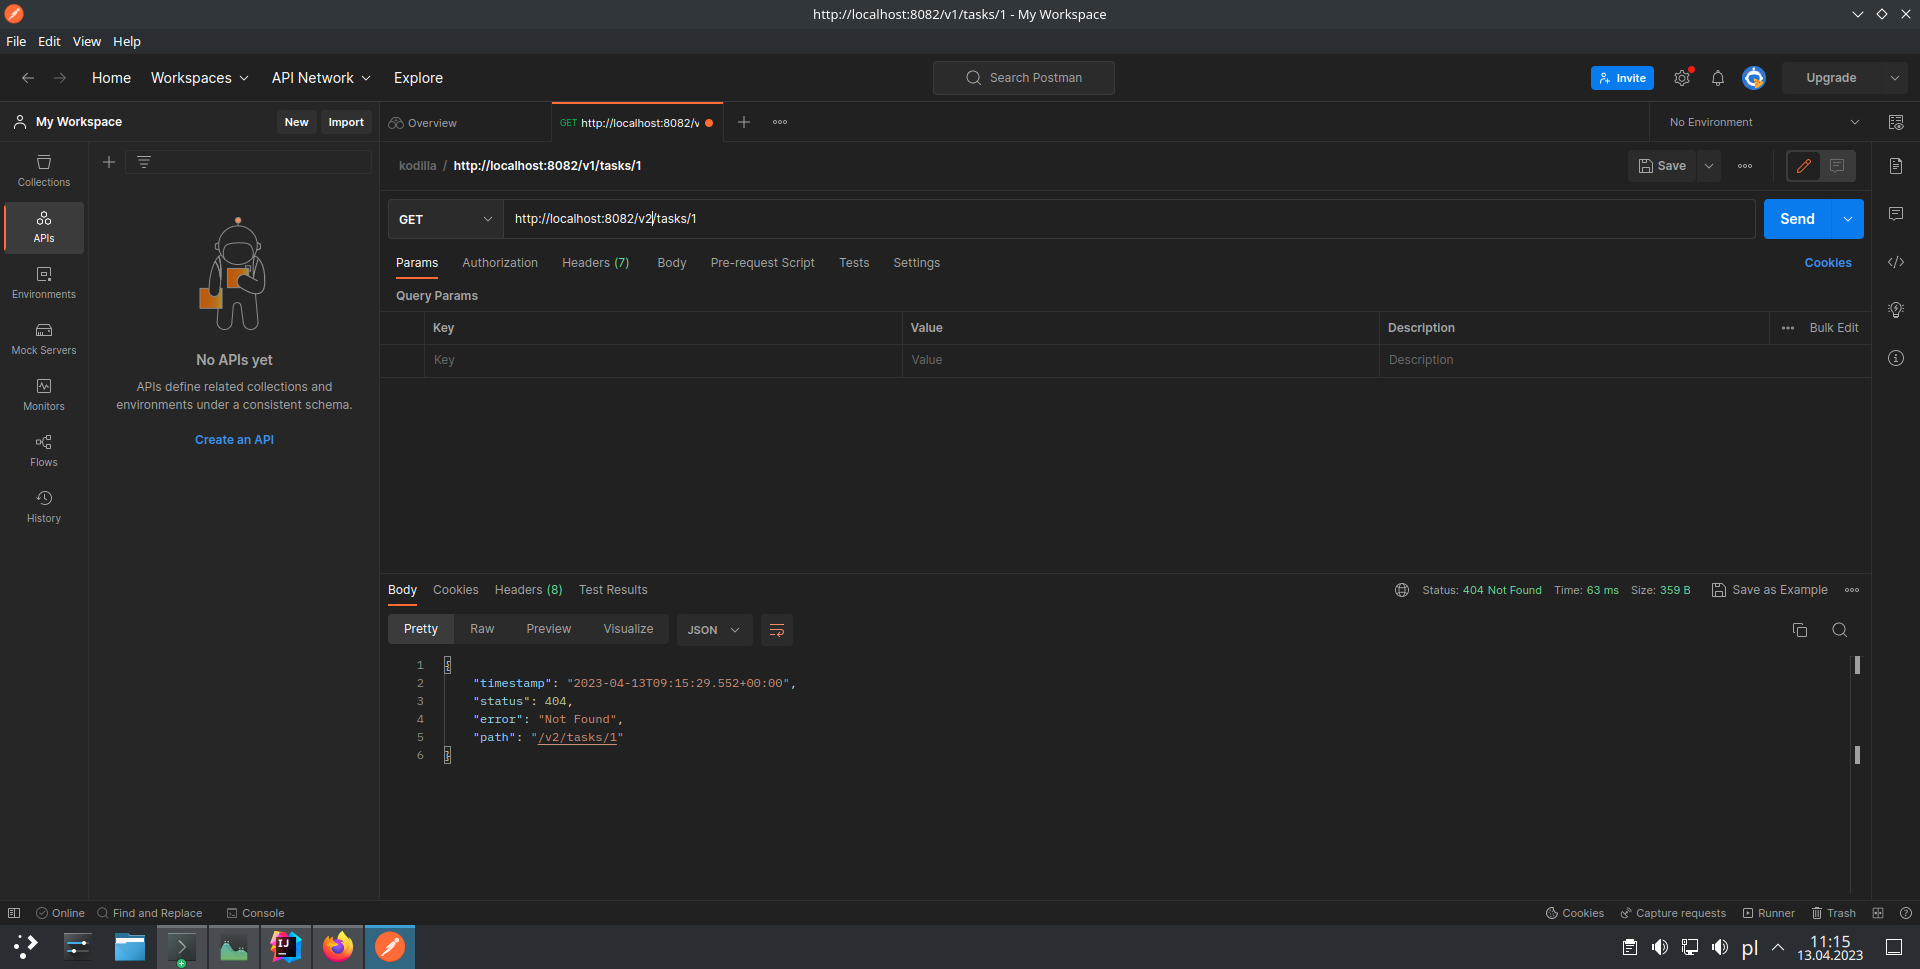 http://localhost:8082/v1/tasks/1 - My Workspace
File Edit View Help
Home Workspaces API Network Explore Search Postman Invite Upgrade
My Workspace New Import Overview GET http://localhost:8082/v No Environment
Collections
APIs
Environments
Mock Servers
Monitors
Flows
History
No APIs yet
APIs define related collections and
environments under a consistent schema.
Create an API
kodilla / http://localhost:8082/v1/tasks/1 Save
GET http://localhost:8082/v2/tasks/1 Send
Params Authorization Headers (7) Body Pre-request Script Tests Settings Cookies
Query Params
Key Value Description Bulk Edit
Key Value Description
Body Cookies Headers (8) Test Results Status: 404 Not Found Time: 63 ms Size: 359 B Save as Example
Pretty Raw Preview Visualize JSON
1 {
2 "timestamp": "2023-04-13T09:15:29.552+00:00",
3 "status": 404,
4 "error": "Not Found",
5 "path": "/v2/tasks/1"
6 }
Online Find and Replace Console Cookies Capture requests Runner Trash
IJ pl 11:15
13.04.2023